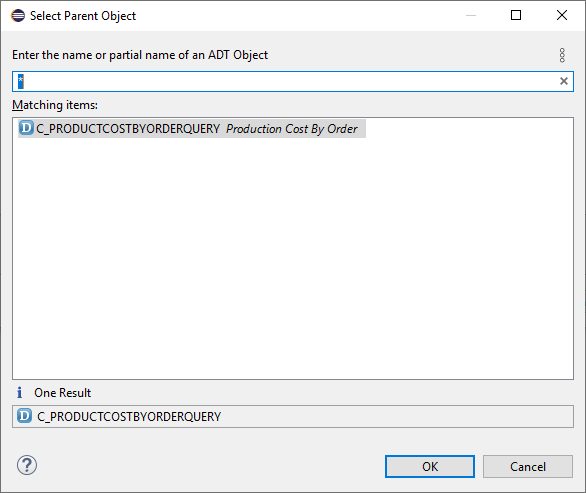 Select Parent Object
Enter the name or partial name of an ADT Object
*
Matching items:
D C_PRODUCTCOSTBYORDERQUERY Production Cost By Order
i One Result
D C_PRODUCTCOSTBYORDERQUERY
? OK Cancel